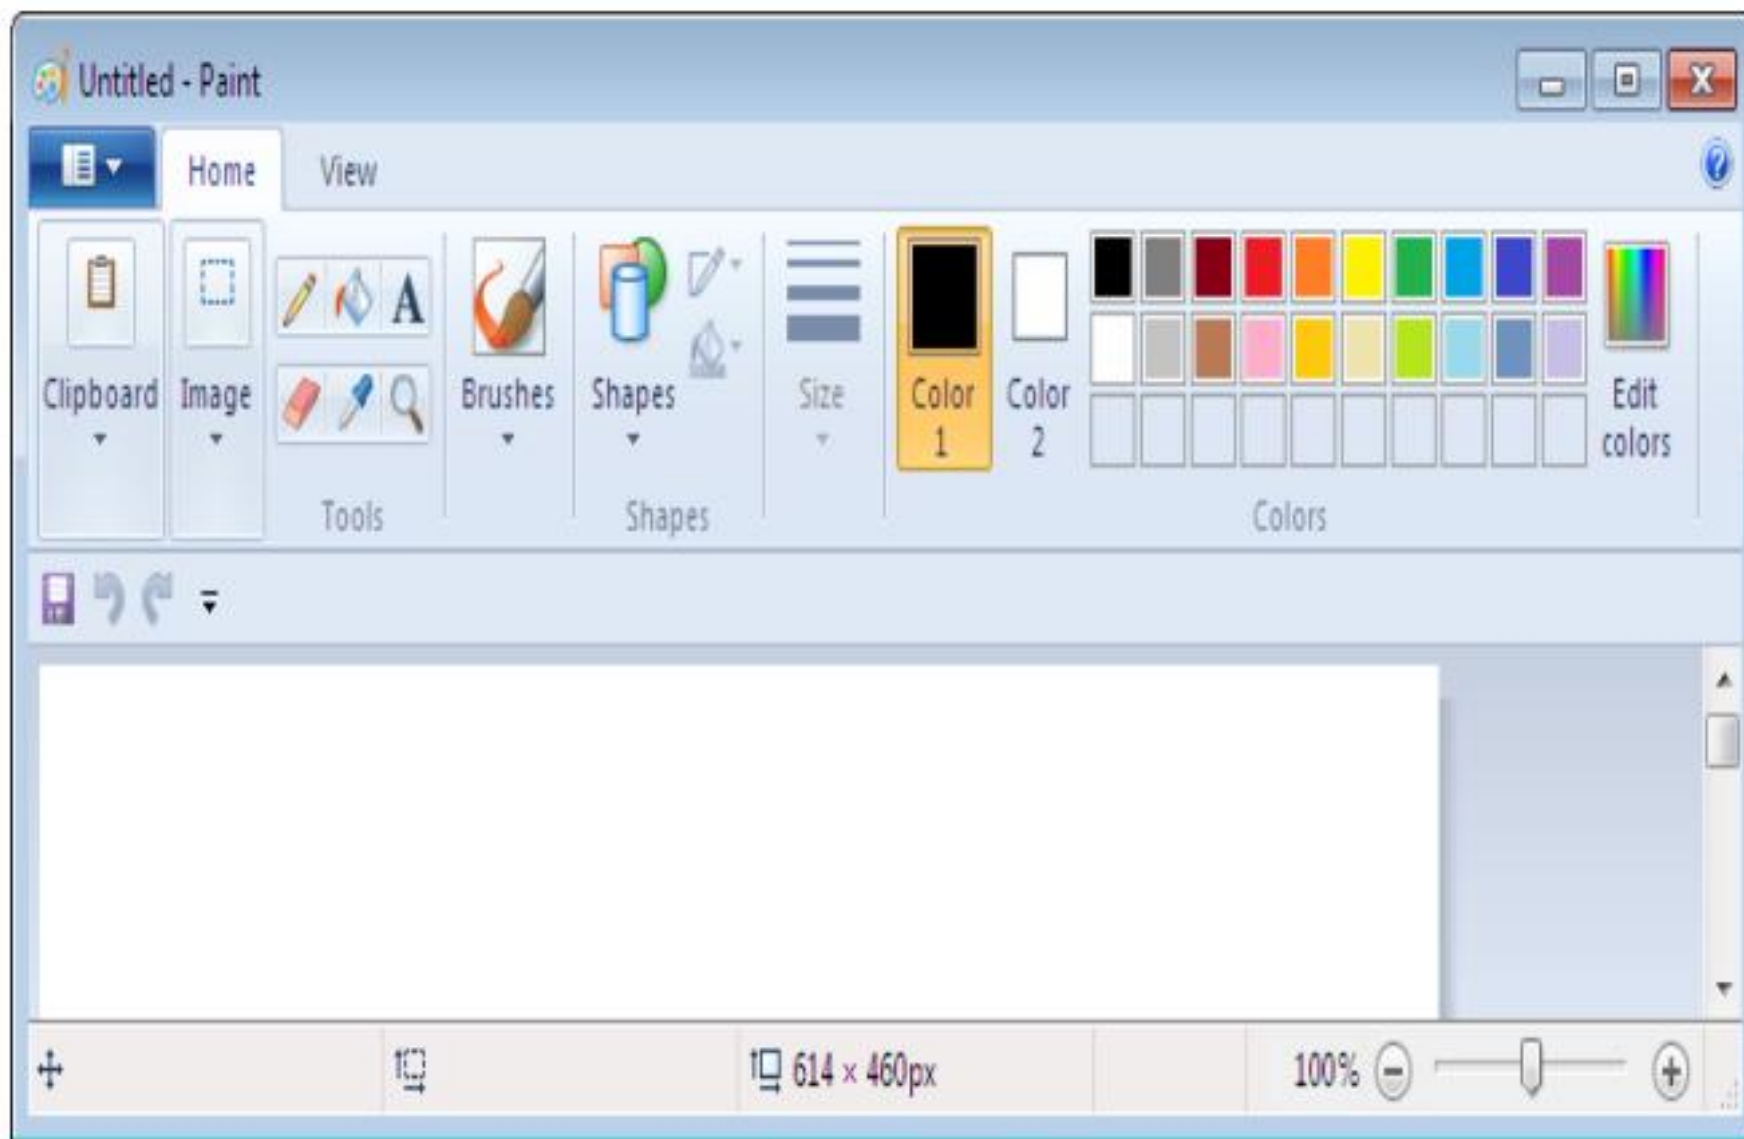 Untitled - Paint
Home View
Clipboard Image A Brushes Shapes Size Color 1 Color 2 Edit colors
Tools Shapes Colors
614 × 460px 100%